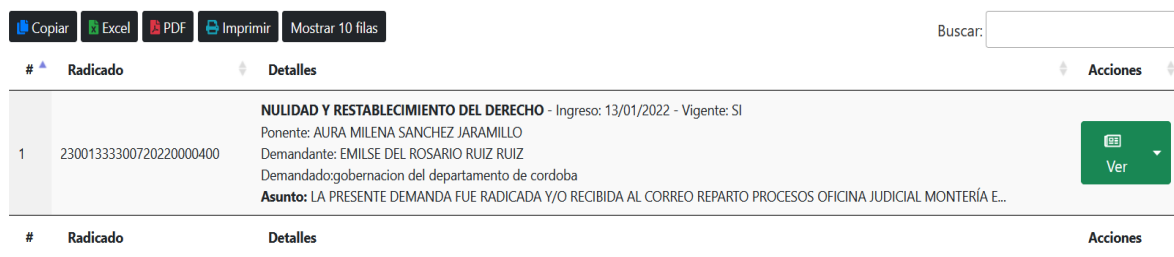 Copiar Excel PDF Imprimir Mostrar 10 filas Buscar:
# Radicado Detalles Acciones
NULIDAD Y RESTABLECIMIENTO DEL DERECHO - Ingreso: 13/01/2022 - Vigente: SI
Ponente: AURA MILENA SANCHEZ JARAMILLO
1 23001333300720220000400 Demandante: EMILSE DEL ROSARIO RUIZ RUIZ Ver
Demandado:gobernacion del departamento de cordoba
Asunto: LA PRESENTE DEMANDA FUE RADICADA Y/O RECIBIDA AL CORREO REPARTO PROCESOS OFICINA JUDICIAL MONTERÍA E...
# Radicado Detalles Acciones